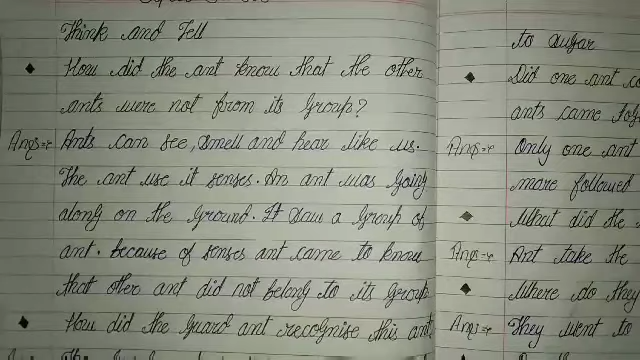 Think and Tell
How did the ant know that the other
ants were not from its Group?
Anqs=r Ants can see, smell and hear like us.
The ant use it senses. An ant was Going
along on the Ground. It saw a Group of
ant. because of senses ant came to know
that other ant did not belong to its Group
How did the Guard ant recognise this ant
to sugar
Did one ant
ants came
Anqs=r Only one ant
more followed
What did the
Anqs=r Ant take the
Where do they
Anqs=r They went to